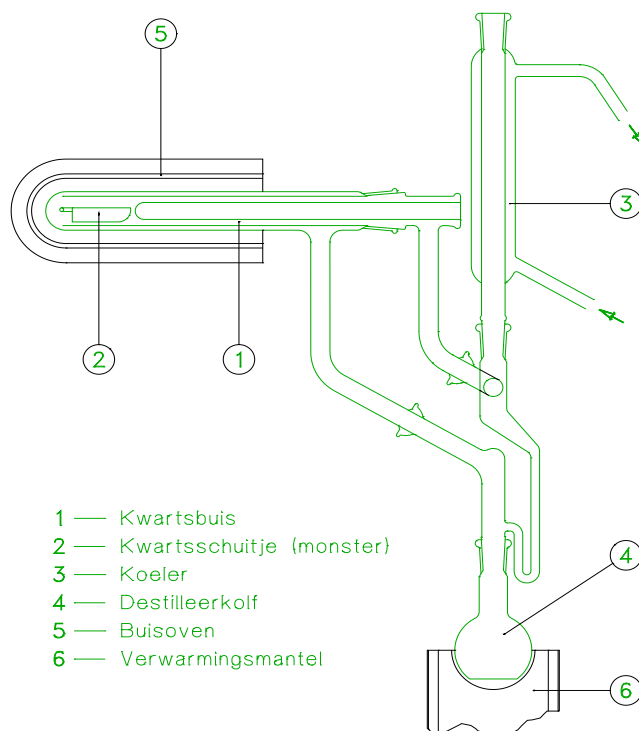 5
3
2
1
1 — Kwartsbuis
2 — Kwartsschuitje (monster)
3 — Koeler
4 — Destilleerkolf
5 — Buisoven
6 — Verwarmingsmantel
4
6